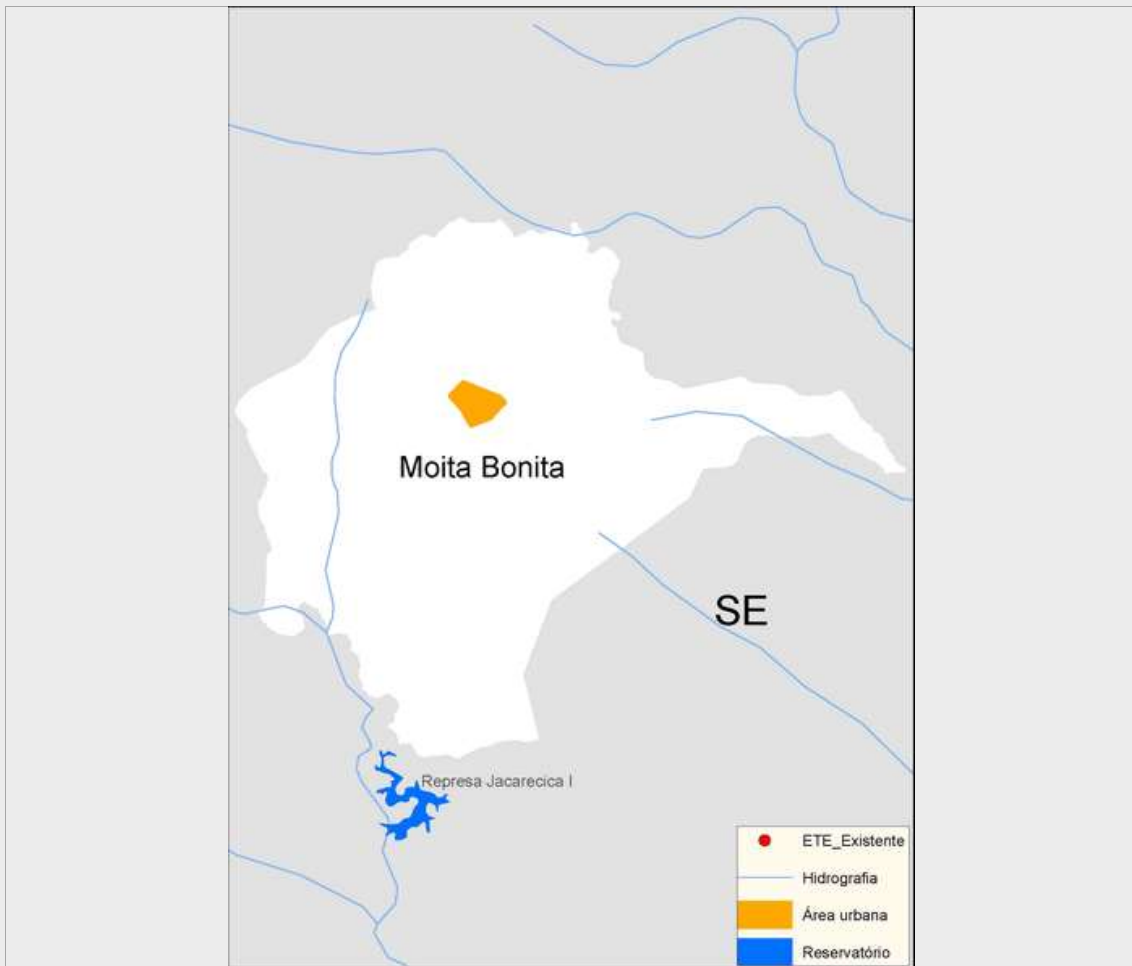 Moita Bonita
SE
Represa Jacarecica I
ETE_Existente
Hidrografia
Área urbana
Reservatório